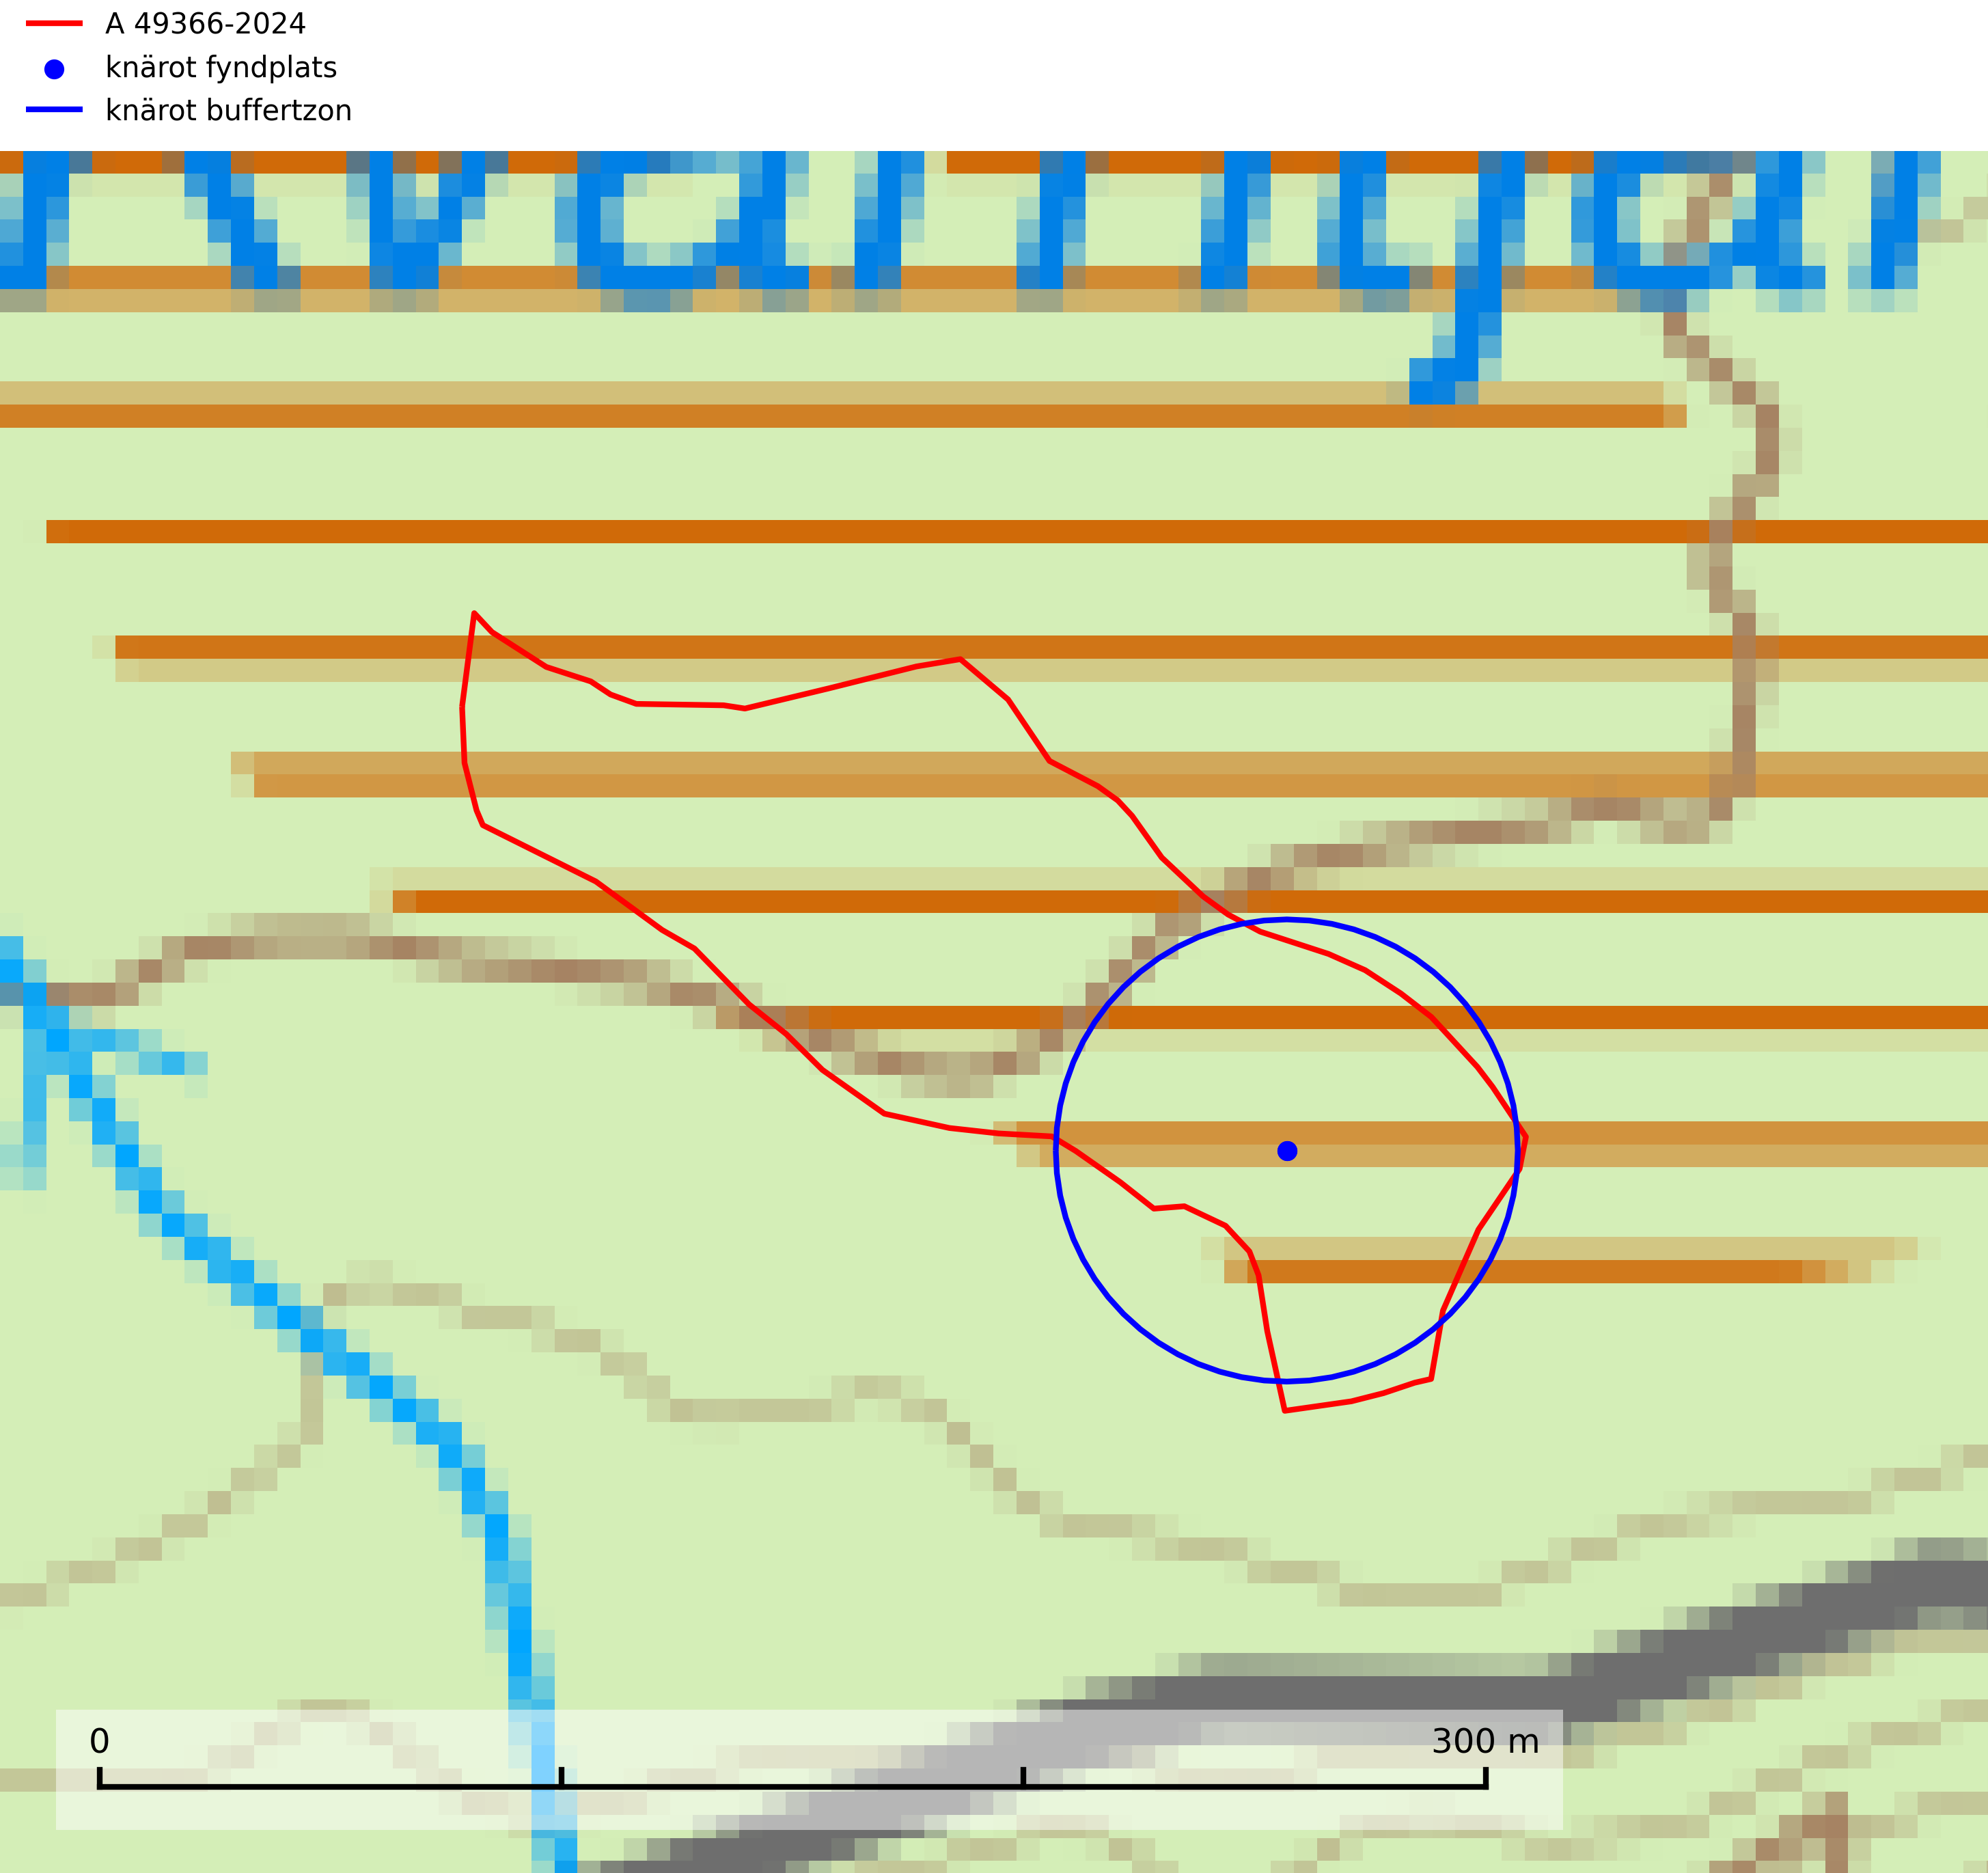 A 49366-2024
knärot fyndplats
knärot buffertzon
0
300 m